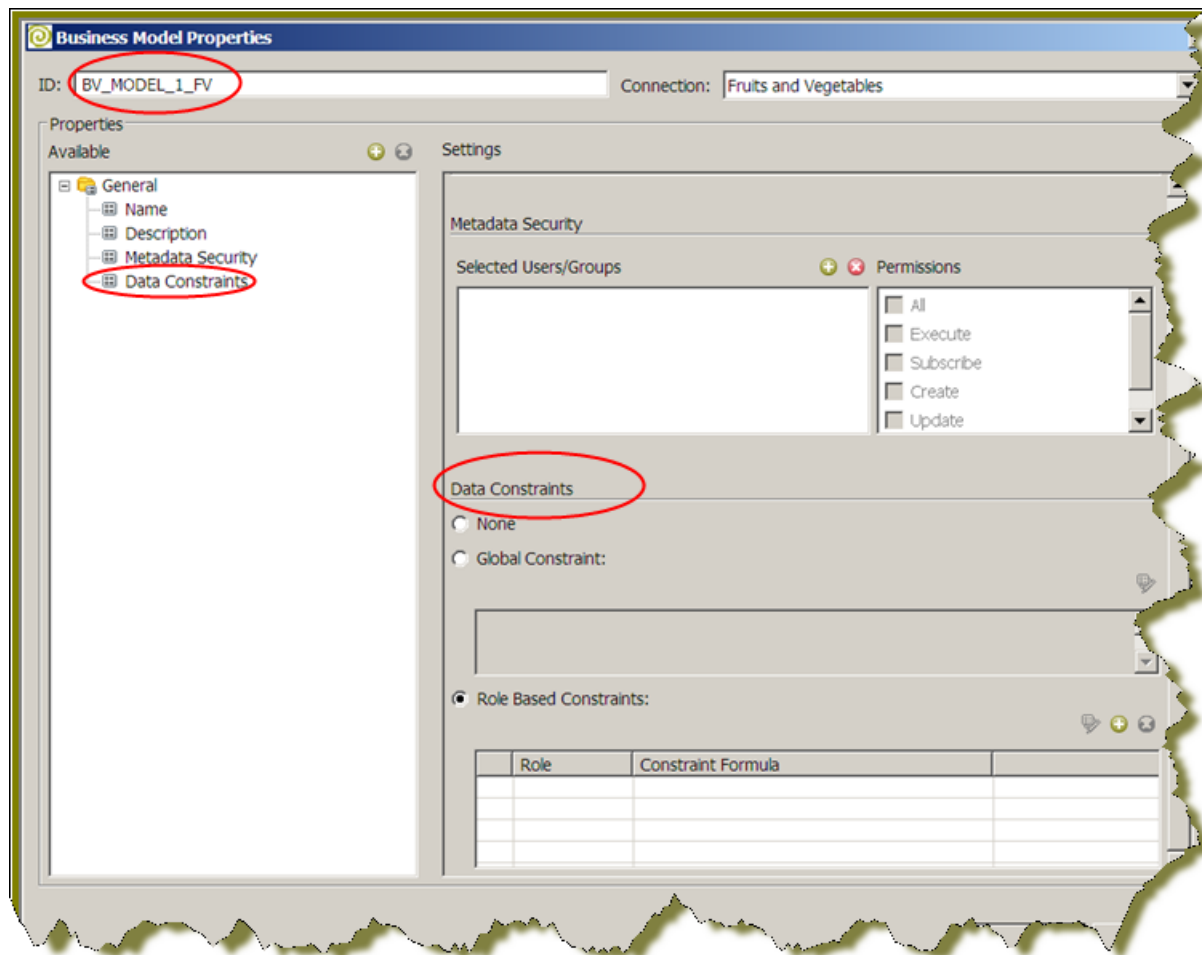 Business Model Properties
ID: BV_MODEL_1_FV Connection: Fruits and Vegetables
Properties
Available
Settings
General
Name
Description
Metadata Security
Data Constraints
Metadata Security
Selected Users/Groups
Permissions
All
Execute
Subscribe
Create
Update
Data Constraints
None
Global Constraint:
Role Based Constraints:
Role Constraint Formula